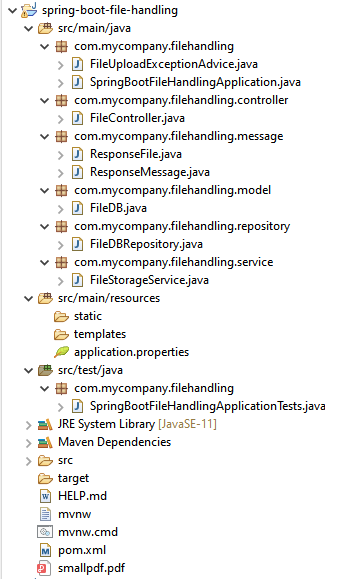 spring-boot-file-handling
src/main/java
com.mycompany.filehandling
FileUploadExceptionAdvice.java
SpringBootFileHandlingApplication.java
com.mycompany.filehandling.controller
FileController.java
com.mycompany.filehandling.message
ResponseFile.java
ResponseMessage.java
com.mycompany.filehandling.model
FileDB.java
com.mycompany.filehandling.repository
FileDBRepository.java
com.mycompany.filehandling.service
FileStorageService.java
src/main/resources
static
templates
application.properties
src/test/java
com.mycompany.filehandling
SpringBootFileHandlingApplicationTests.java
JRE System Library [JavaSE-11]
Maven Dependencies
src
target
HELP.md
mvnw
mvnw.cmd
pom.xml
smallpdf.pdf